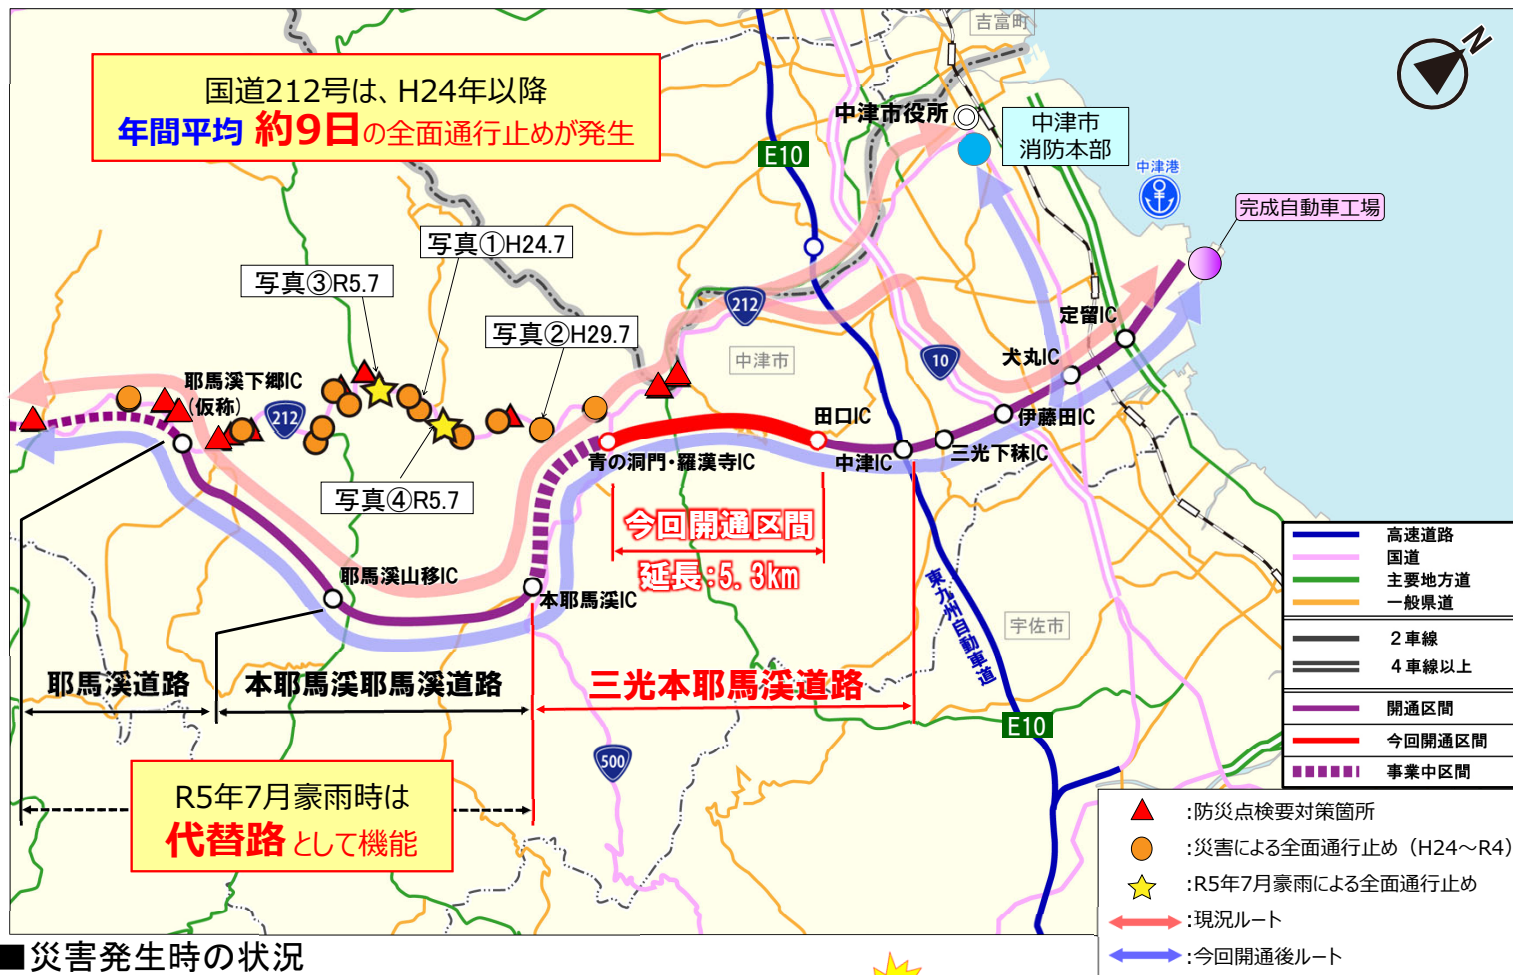 吉富町
N
国道212号は、H24年以降
年間平均 約9日の全面通行止めが発生
中津市役所
中津市
消防本部
E10
中津港
完成自動車工場
写真①H24.7
写真③R5.7
写真②H29.7
212
定留IC
10
犬丸IC
中津市
耶馬溪下郷IC
(仮称)
212
田口IC
伊藤田IC
青の洞門・羅漢寺IC
中津IC
三光下秣IC
写真④R5.7
今回開通区間
延長:5.3km
耶馬溪山移IC
本耶馬溪IC
東九州自動車道
宇佐市
耶馬溪道路
本耶馬渓耶馬溪道路
三光本耶馬渓道路
E10
500
R5年7月豪雨時は
代替路として機能
高速道路
国道
主要地方道
一般県道
2車線
4車線以上
開通区間
今回開通区間
事業中区間
:防災点検要対策箇所
:災害による全面通行止め（H24～R4）
:R5年7月豪雨による全面通行止め
:現況ルート
:今回開通後ルート
■災害発生時の状況